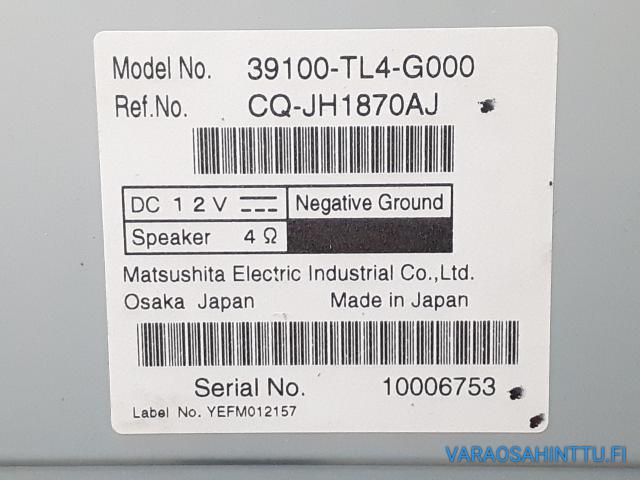 Model No. 39100-TL4-G000
Ref.No. CQ-JH1870AJ
DC 12V Negative Ground
Speaker 4Ω
Matsushita Electric Industrial Co.,Ltd.
Osaka Japan Made in Japan
Serial No. 10006753
Label No. YEFM012157
VARAOSAHINTTU.FI